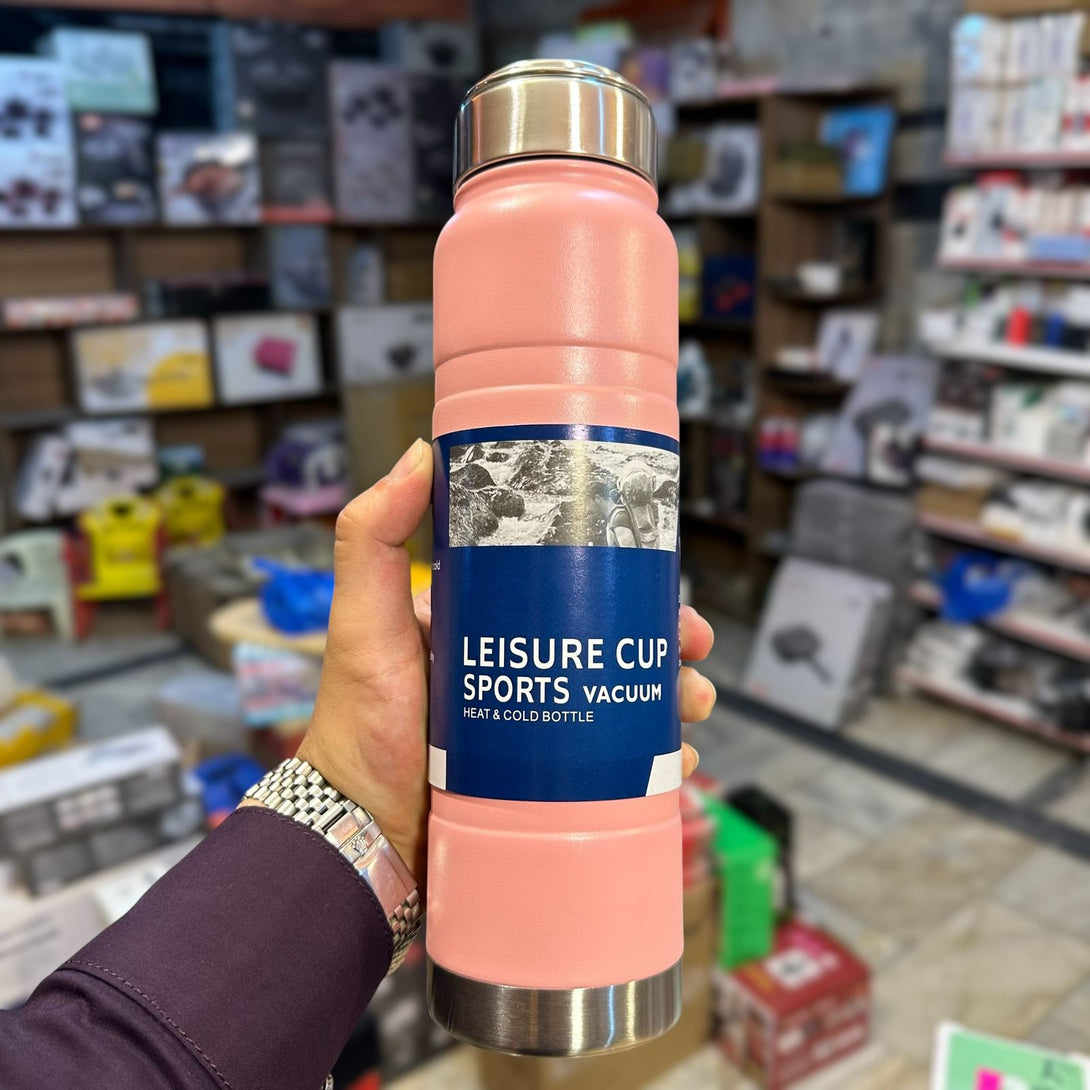 LEISURE CUP
SPORTS VACUUM
HEAT & COLD BOTTLE